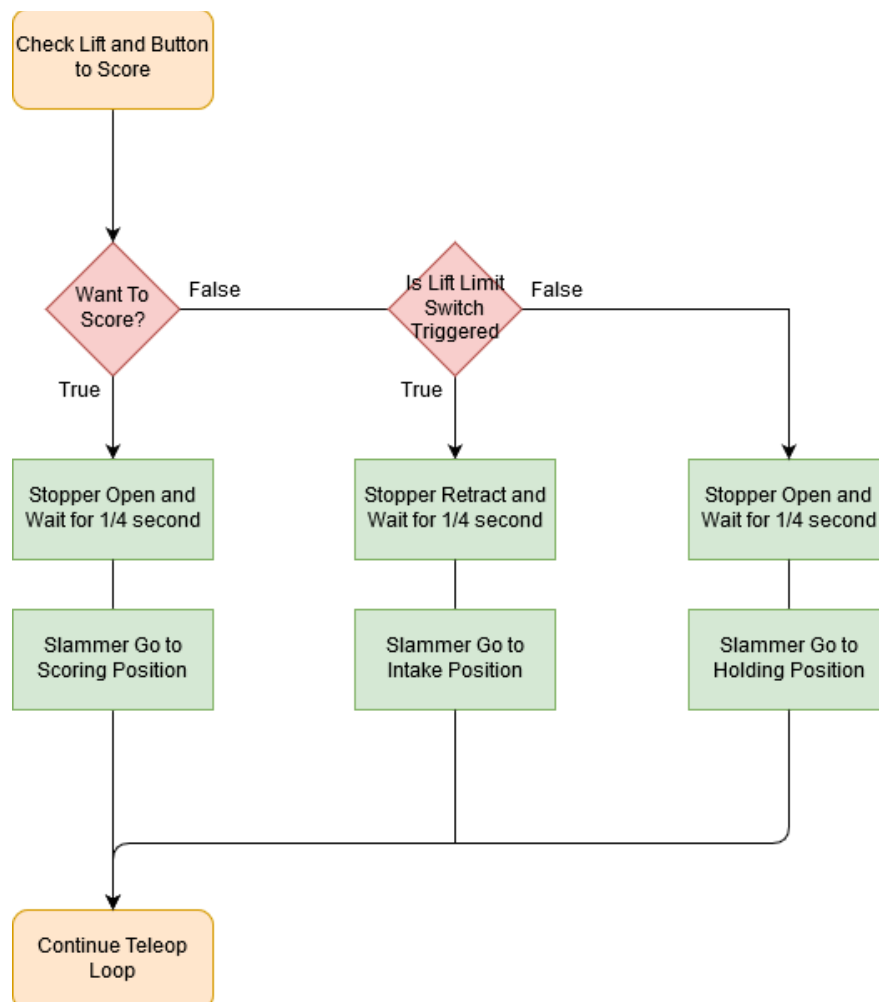 Check Lift and Button
to Score
Want To
Score?
False
Is Lift Limit
Switch
Triggered
False
True
True
Stopper Open and
Wait for 1/4 second
Stopper Retract and
Wait for 1/4 second
Stopper Open and
Wait for 1/4 second
Slammer Go to
Scoring Position
Slammer Go to
Intake Position
Slammer Go to
Holding Position
Continue Teleop
Loop